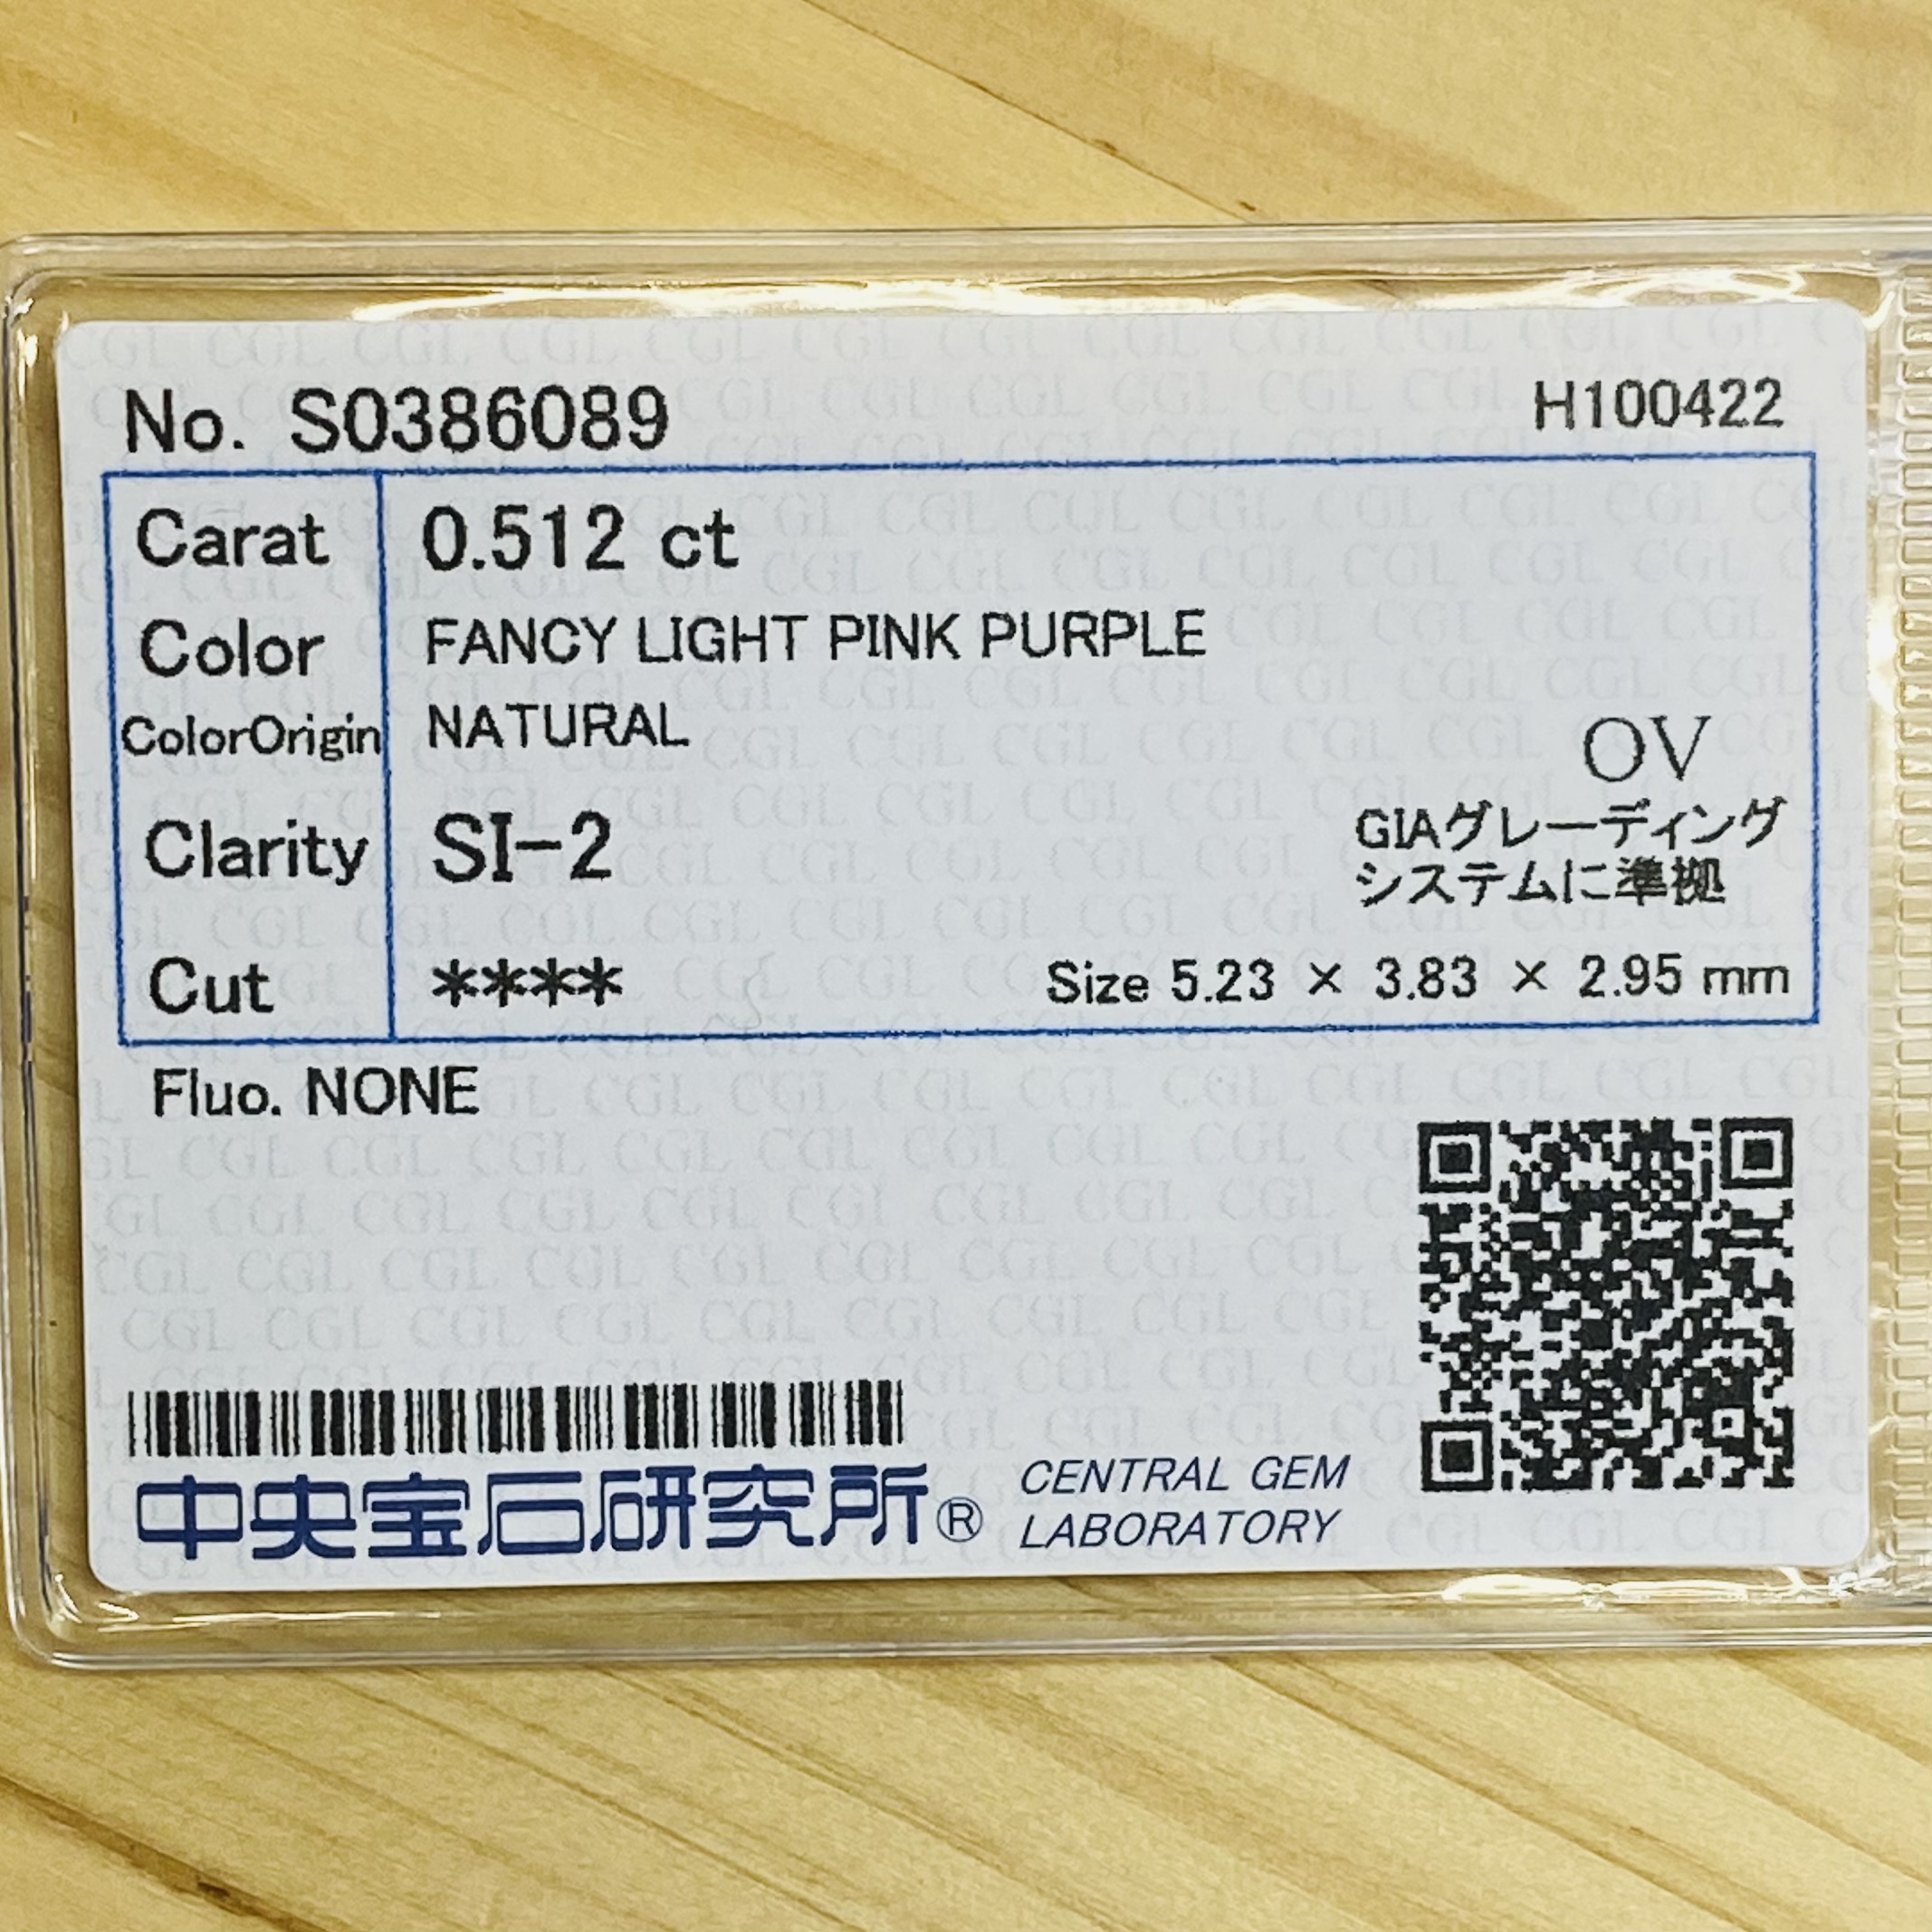 No. S0386089 H100422
Carat 0.512 ct
Color FANCY LIGHT PINK PURPLE
ColorOrigin NATURAL
OV
Clarity SI-2
GIAグレーディング
システムに準拠
Cut **** Size 5.23 × 3.83 × 2.95 mm
Fluo. NONE
中央宝石研究所® CENTRAL GEM
LABORATORY